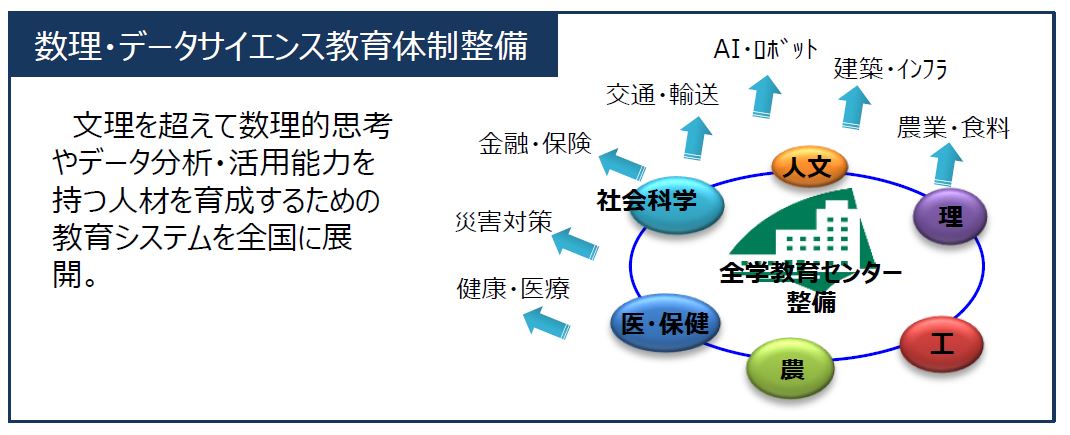 数理・データサイエンス教育体制整備
文理を超えて数理的思考
やデータ分析・活用能力を
持つ人材を育成するための
教育システムを全国に展
開。
AI・ﾛﾎﾞｯﾄ
建築・ｲﾝﾌﾗ
交通・輸送
農業・食料
金融・保険
人文
社会科学
理
災害対策
全学教育センター
整備
健康・医療
医・保健
工
農